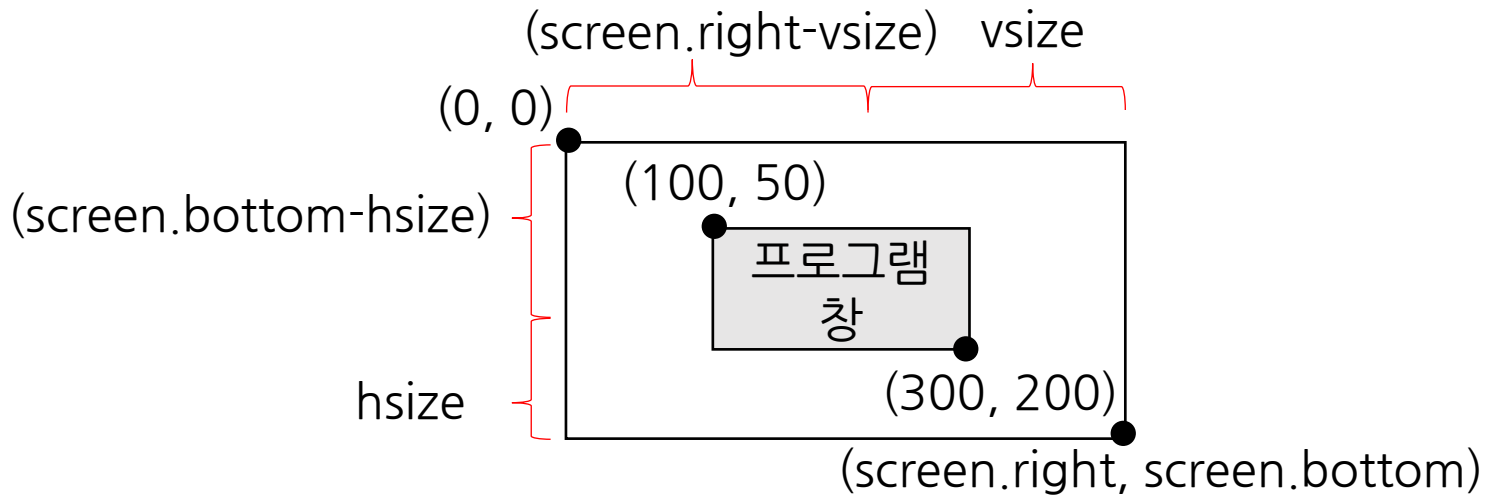 (screen.right-vsize)
vsize
(0, 0)
(100, 50)
(screen.bottom-hsize)
프로그램
창
hsize
(300, 200)
(screen.right, screen.bottom)